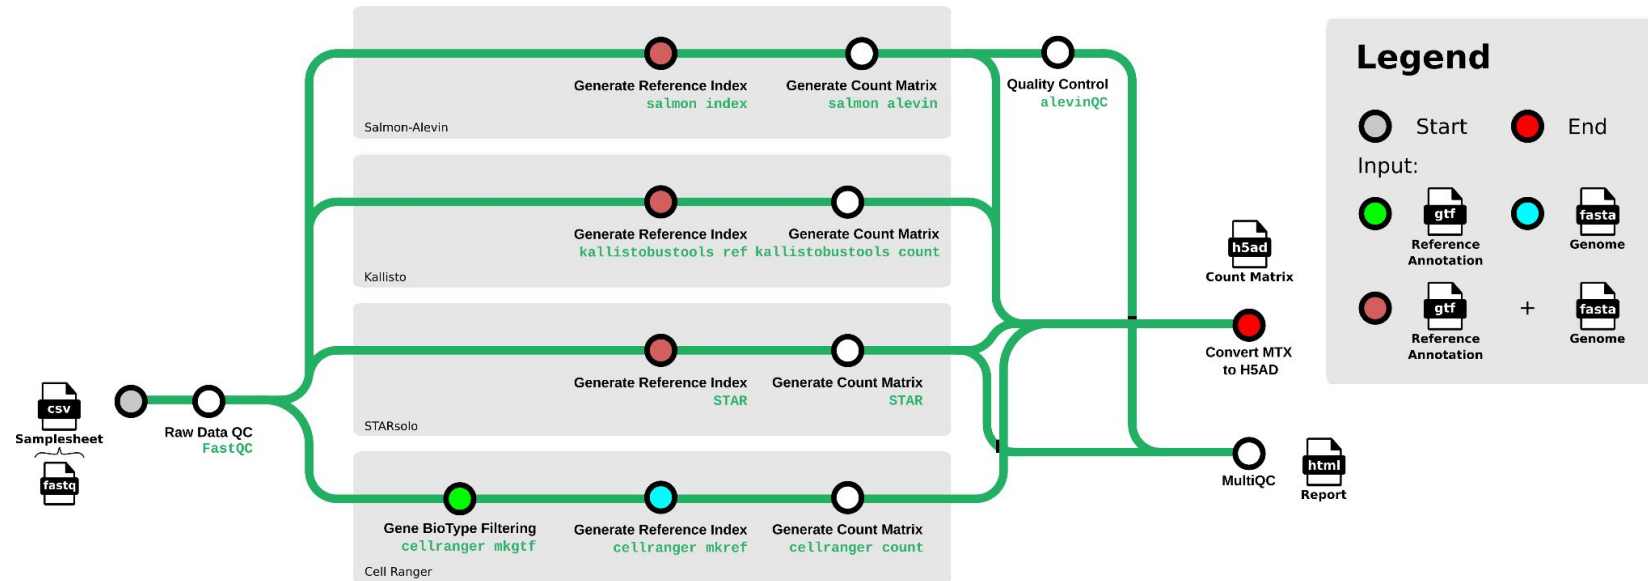 Generate Reference Index
salmon index
Generate Count Matrix
salmon alevin
Salmon-Alevin
Quality Control
alevinQC
Generate Reference Index
kallistobustools ref
Generate Count Matrix
kallistobustools count
Kallisto
Generate Reference Index
STAR
Generate Count Matrix
STAR
STARsolo
csv
Samplesheet
fastq
Raw Data QC
FastQC
Gene BioType Filtering
cellranger mkgtf
Generate Reference Index
cellranger mkref
Generate Count Matrix
cellranger count
Cell Ranger
h5ad
Count Matrix
Convert MTX
to H5AD
MultiQC
html
Report
Legend
Start
End
Input:
gtf
Reference
Annotation
fasta
Genome
gtf
Reference
Annotation
+
fasta
Genome